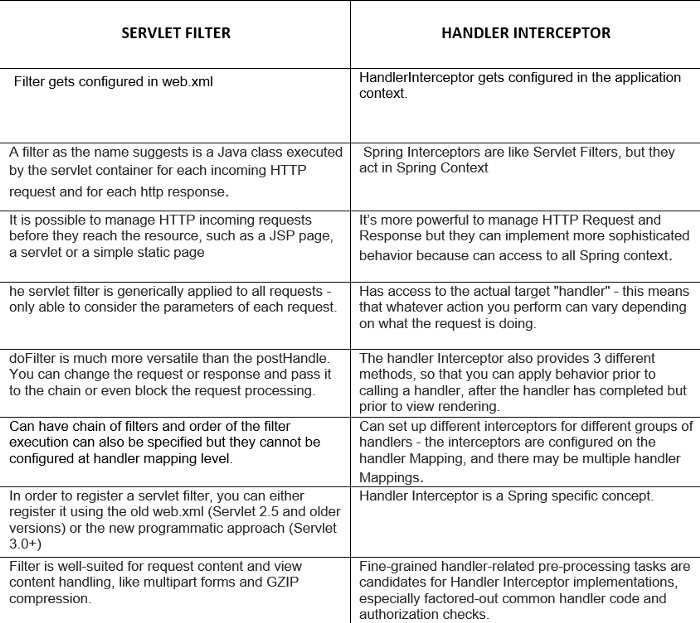 SERVLET FILTER
HANDLER INTERCEPTOR
Filter gets configured in web.xml
HandlerInterceptor gets configured in the application
context.
A filter as the name suggests is a Java class executed
by the servlet container for each incoming HTTP
request and for each http response.
Spring Interceptors are like Servlet Filters, but they
act in Spring Context
It is possible to manage HTTP incoming requests
before they reach the resource, such as a JSP page,
a servlet or a simple static page
It's more powerful to manage HTTP Request and
Response but they can implement more sophisticated
behavior because can access to all Spring context.
he servlet filter is generically applied to all requests -
only able to consider the parameters of each request.
Has access to the actual target "handler" - this means
that whatever action you perform can vary depending
on what the request is doing.
doFilter is much more versatile than the postHandle.
You can change the request or response and pass it
to the chain or even block the request processing.
The handler Interceptor also provides 3 different
methods, so that you can apply behavior prior to
calling a handler, after the handler has completed but
prior to view rendering.
Can have chain of filters and order of the filter
execution can also be specified but they cannot be
configured at handler mapping level.
Can set up different interceptors for different groups of
handlers - the interceptors are configured on the
handler Mapping, and there may be multiple handler
Mappings.
In order to register a servlet filter, you can either
register it using the old web.xml (Servlet 2.5 and older
versions) or the new programmatic approach (Servlet
3.0+)
Handler Interceptor is a Spring specific concept.
Filter is well-suited for request content and view
content handling, like multipart forms and GZIP
compression.
Fine-grained handler-related pre-processing tasks are
candidates for Handler Interceptor implementations,
especially factored-out common handler code and
authorization checks.